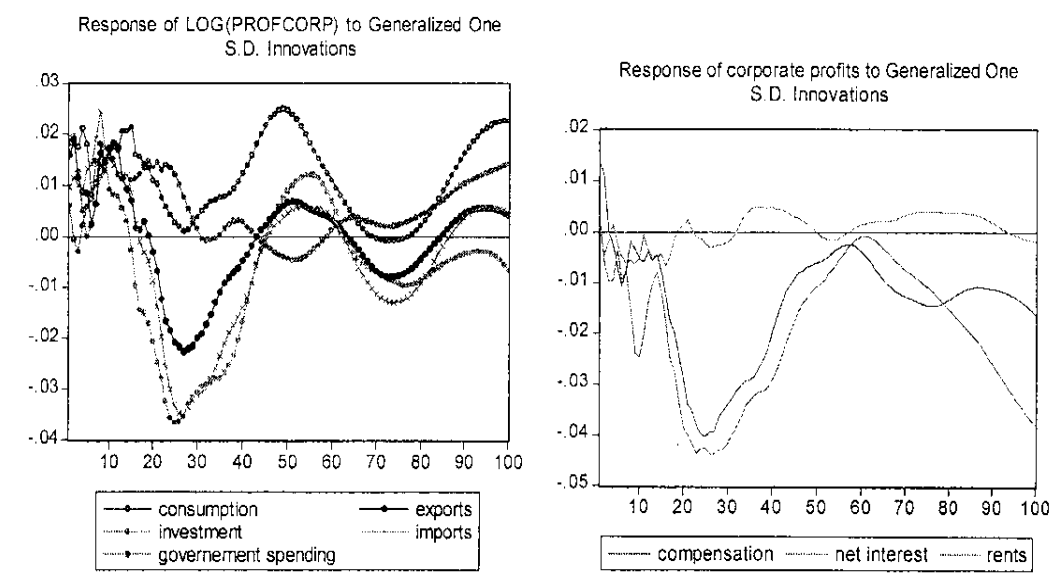 Response of LOG(PROFCORP) to Generalized One
S.D. Innovations
.03
.02
.01
.00
-.01
-.02
-.03
-.04
10 20 30 40 50 60 70 80 90 100
consumption exports
investment imports
governement spending
Response of corporate profits to Generalized One
S.D. Innovations
.02
.01
.00
-.01
-.02
-.03
-.04
-.05
10 20 30 40 50 60 70 80 90 100
compensation net interest rents